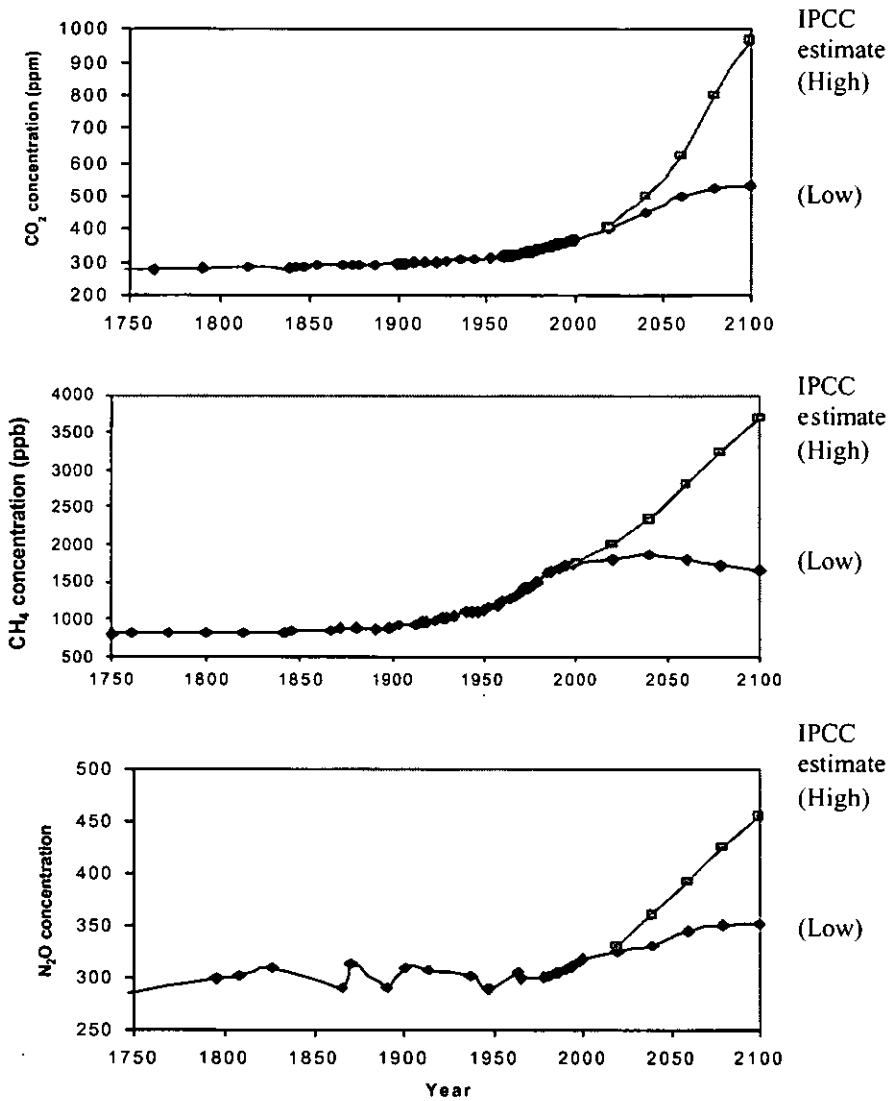 IPCC
estimate
(High)
(Low)
CO₂ concentration (ppm)
1000
900
800
700
600
500
400
300
200
1750 1800 1850 1900 1950 2000 2050 2100
IPCC
estimate
(High)
(Low)
CH₄ concentration (ppb)
4000
3500
3000
2500
2000
1500
1000
500
1750 1800 1850 1900 1950 2000 2050 2100
IPCC
estimate
(High)
(Low)
N₂O concentration
500
450
400
350
300
250
1750 1800 1850 1900 1950 2000 2050 2100
Year